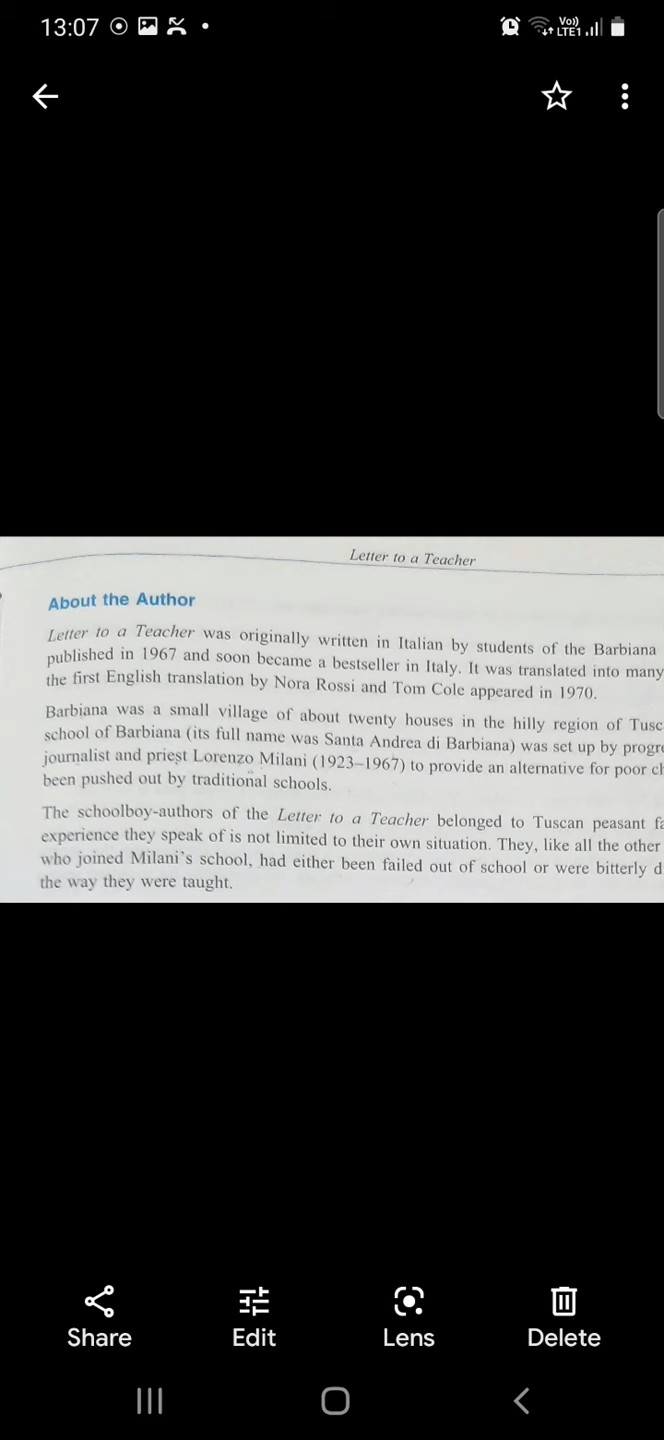 13:07
Vo))
LTE1
Letter to a Teacher
About the Author
Letter to a Teacher was originally written in Italian by students of the Barbiana
published in 1967 and soon became a bestseller in Italy. It was translated into many
the first English translation by Nora Rossi and Tom Cole appeared in 1970.
Barbiana was a small village of about twenty houses in the hilly region of Tusc
school of Barbiana (its full name was Santa Andrea di Barbiana) was set up by progre
journalist and priest Lorenzo Milani (1923–1967) to provide an alternative for poor ch
been pushed out by traditional schools.
The schoolboy-authors of the Letter to a Teacher belonged to Tuscan peasant fa
experience they speak of is not limited to their own situation. They, like all the other
who joined Milani's school, had either been failed out of school or were bitterly d
the way they were taught.
Share Edit Lens Delete